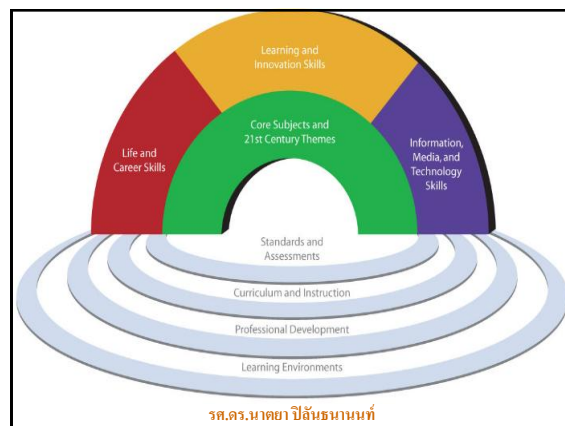 Learning and
Innovation Skills
Core Subjects and
21st Century Themes
Life and
Career Skills
Information,
Media, and
Technology
Skills
Standards and
Assessments
Curriculum and Instruction
Professional Development
Learning Environments
รศ.ดร.นาตยา ปิลันธนานนท์